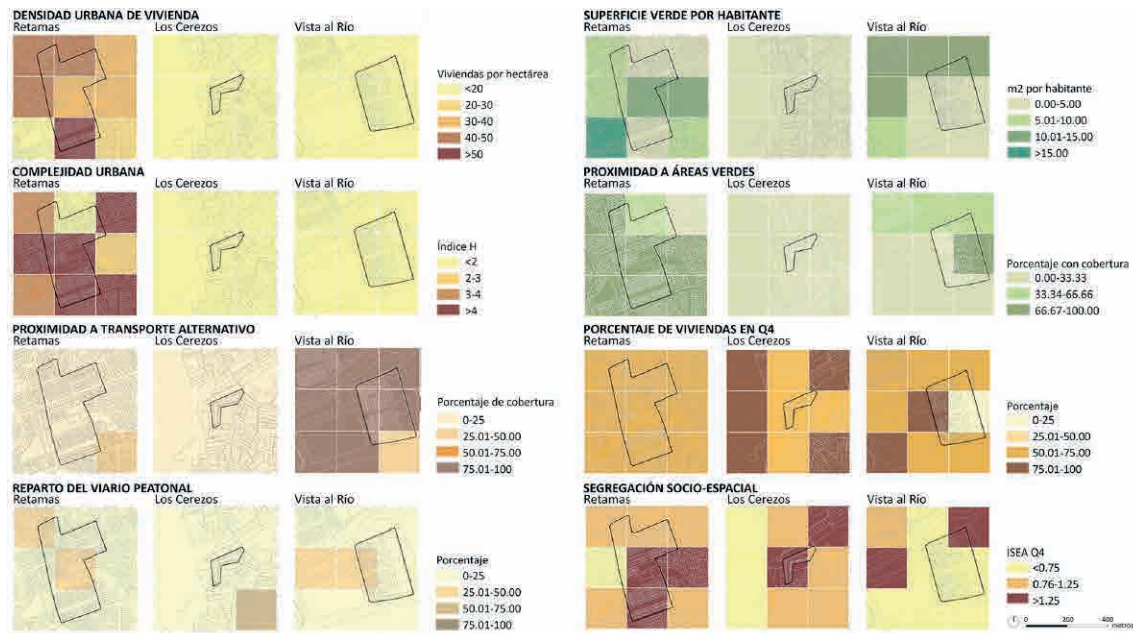 DENSIDAD URBANA DE VIVIENDA
Retamas Los Cerezos Vista al Río
Viviendas por hectárea
<20
20-30
30-40
40-50
>50
COMPLEJIDAD URBANA
Retamas Los Cerezos Vista al Río
Índice H
<2
2-3
3-4
>4
PROXIMIDAD A TRANSPORTE ALTERNATIVO
Retamas Los Cerezos Vista al Río
Porcentaje de cobertura
0-25
25.01-50.00
50.01-75.00
75.01-100
REPARTO DEL VIARIO PEATONAL
Retamas Los Cerezos Vista al Río
Porcentaje
0-25
25.01-50.00
50.01-75.00
75.01-100
SUPERFICIE VERDE POR HABITANTE
Retamas Los Cerezos Vista al Río
m2 por habitante
0.00-5.00
5.01-10.00
10.01-15.00
>15.00
PROXIMIDAD A ÁREAS VERDES
Retamas Los Cerezos Vista al Río
Porcentaje con cobertura
0.00-33.33
33.34-66.66
66.67-100.00
PORCENTAJE DE VIVIENDAS EN Q4
Retamas Los Cerezos Vista al Río
Porcentaje
0-25
25.01-50.00
50.01-75.00
75.01-100
SEGREGACIÓN SOCIO-ESPACIAL
Retamas Los Cerezos Vista al Río
ISEA Q4
<0.75
0.76-1.25
>1.25
0 200 400
metros